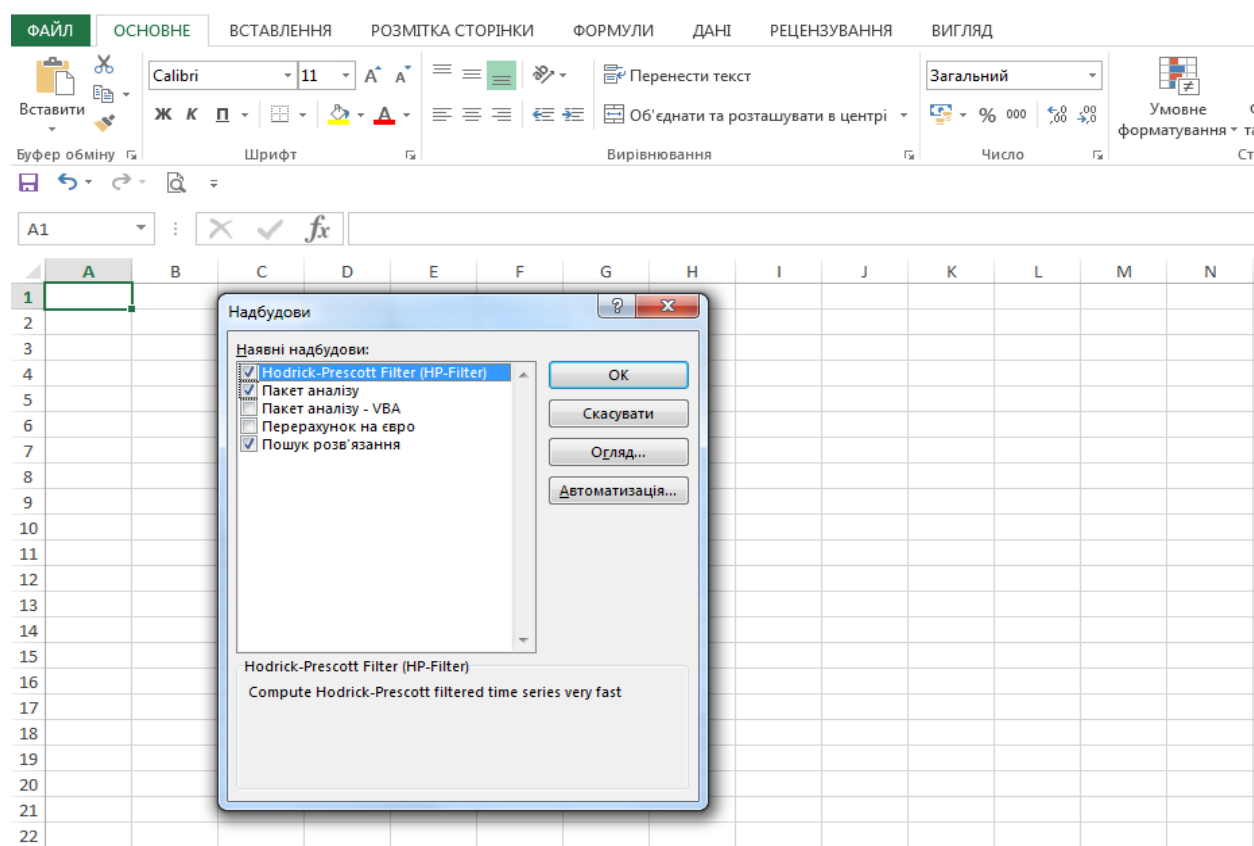 ФАЙЛ ОСНОВНЕ ВСТАВЛЕННЯ РОЗМІТКА СТОРІНКИ ФОРМУЛИ ДАНІ РЕЦЕНЗУВАННЯ ВИГЛЯД
Вставити
Calibri 11 A A Перенести текст Загальний
Ж К П A Об'єднати та розташувати в центрі % 000 ,00 ,0
Умовне
форматування
Буфер обміну Шрифт Вирівнювання Число Ст
A1 fx
A B C D E F G H I J K L M N
1
2
3
4
5
6
7
8
9
10
11
12
13
14
15
16
17
18
19
20
21
22
Надбудови
Наявні надбудови:
Hodrick-Prescott Filter (HP-Filter)
Пакет аналізу
Пакет аналізу - VBA
Перерахунок на євро
Пошук розв'язання
OK
Скасувати
Огляд...
Автоматизація...
Hodrick-Prescott Filter (HP-Filter)
Compute Hodrick-Prescott filtered time series very fast